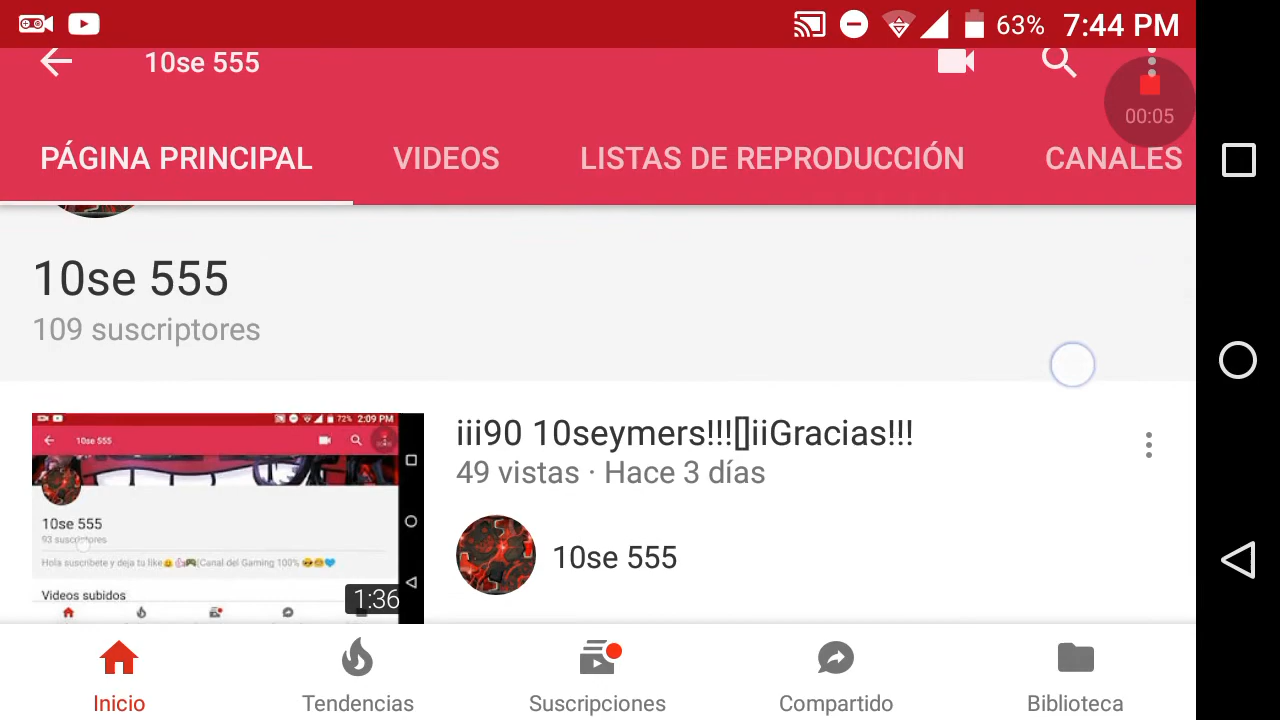 63% 7:44 PM
10se 555
00:05
PÁGINA PRINCIPAL VIDEOS LISTAS DE REPRODUCCIÓN CANALES
10se 555
109 suscriptores
72% 2:09 PM
10se 555
10se 555
93 suscriptores
Hola suscribete y deja tu like😀👍🎮[Canal del Gaming 100% 😎😀💙
Videos subidos
1:36
iii90 10seymers!!![]iiGracias!!!
49 vistas · Hace 3 días
10se 555
Inicio Tendencias Suscripciones Compartido Biblioteca